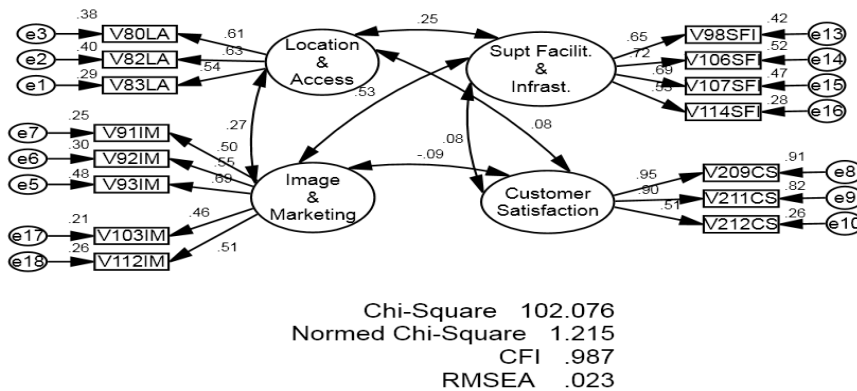 .38
e3 V80LA
.61
.40
e2 V82LA
.63
.29
e1 V83LA
.54
Location
&
Access
.25
Supt Facilit.
&
Infrast.
.65
V98SFI
.42
e13
.72
V106SFI
.52
e14
.69
V107SFI
.47
e15
V114SFI
.28
e16
.53
.27
.08
.08
-.09
.25
e7 V91IM
.50
.30
e6 V92IM
.55
.48
e5 V93IM
.69
.21
e17 V103IM
.46
.26
e18 V112IM
.51
Image
&
Marketing
Customer
Satisfaction
.95
V209CS
.91
e8
.90
V211CS
.82
e9
.51
V212CS
.26
e10
Chi-Square 102.076
Normed Chi-Square 1.215
CFI .987
RMSEA .023